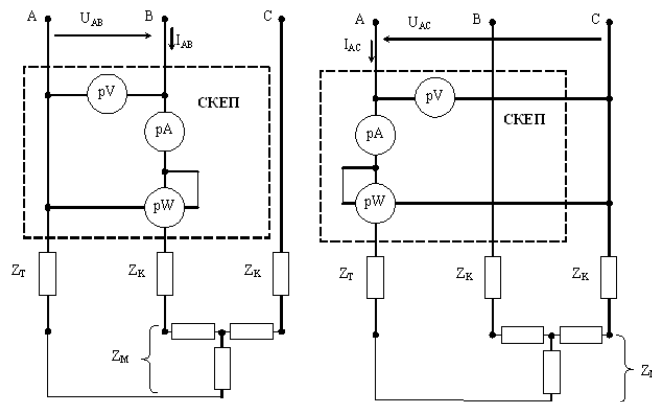 A
B
C
U_AB
I_AB
pV
СКЕП
pA
pW
Z_T
Z_K
Z_K
Z_M
A
B
C
U_AC
I_AC
pV
СКЕП
pA
pW
Z_T
Z_K
Z_K